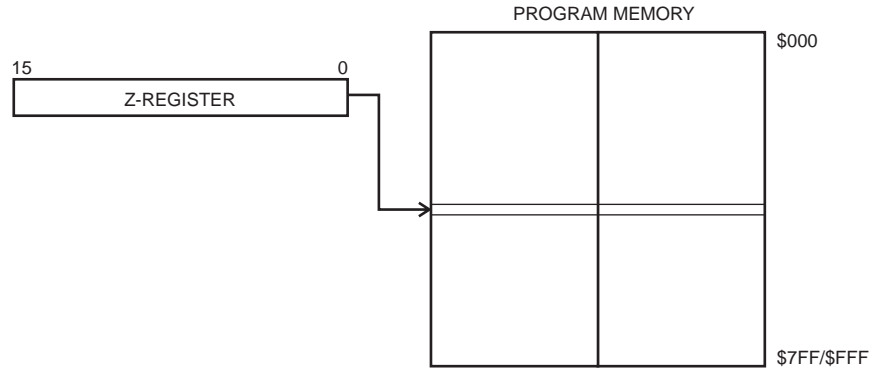 PROGRAM MEMORY
$000
15 0
Z-REGISTER
$7FF/$FFF